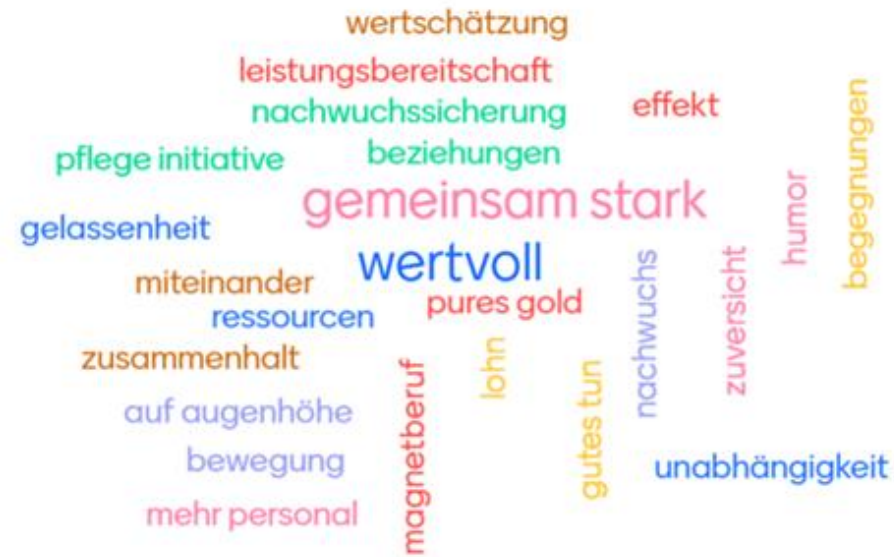 wertschätzung
leistungsbereitschaft
nachwuchssicherung
effekt
pflege initiative
beziehungen
gemeinsam stark
gelassenheit
wertvoll
miteinander
pures gold
ressourcen
zusammenhalt
auf augenhöhe
bewegung
mehr personal
magnetberuf
lohn
gutes tun
nachwuchs
zuversicht
humor
begegnungen
unabhängigkeit